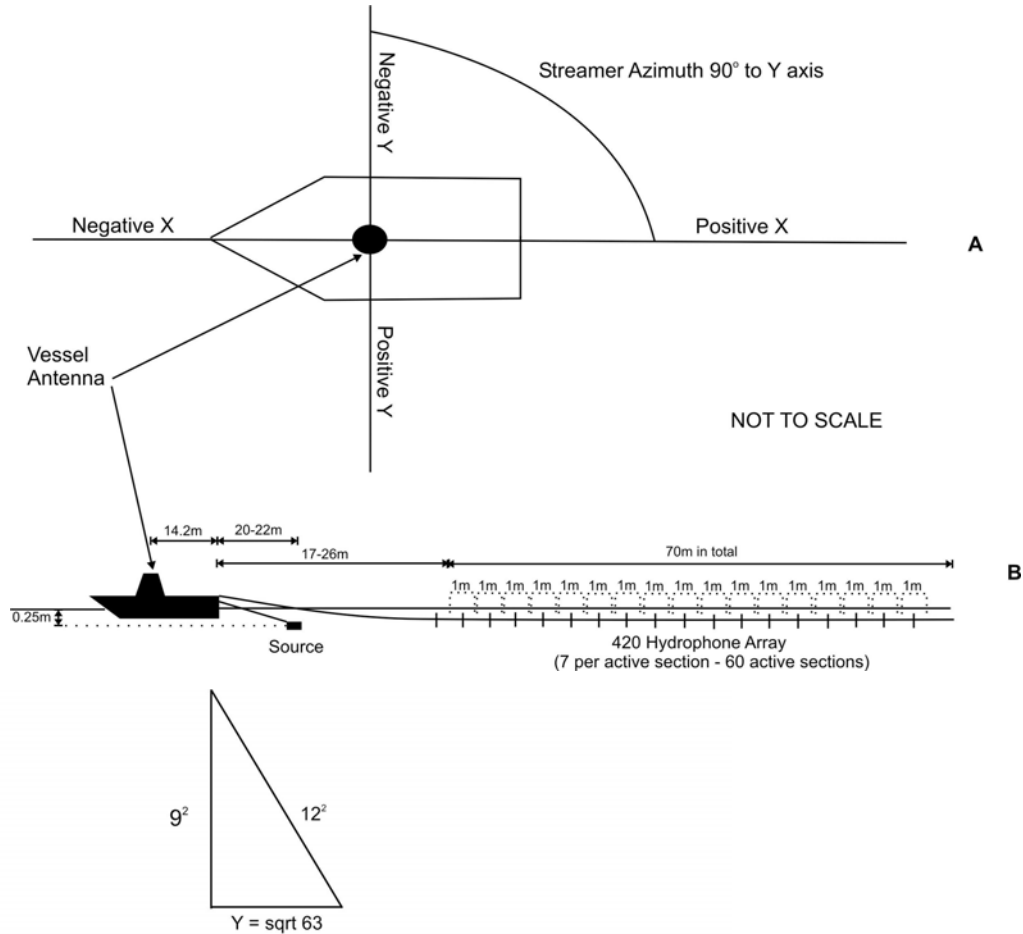 Negative Y
Streamer Azimuth 90° to Y axis
Negative X
Positive X
A
Positive Y
Vessel
Antenna
NOT TO SCALE
14.2m
20-22m
17-26m
70m in total
B
1m 1m 1m 1m 1m 1m 1m 1m 1m 1m 1m 1m 1m 1m 1m 1m 1m
0.25m
Source
420 Hydrophone Array
(7 per active section - 60 active sections)
9²
12²
Y = sqrt 63